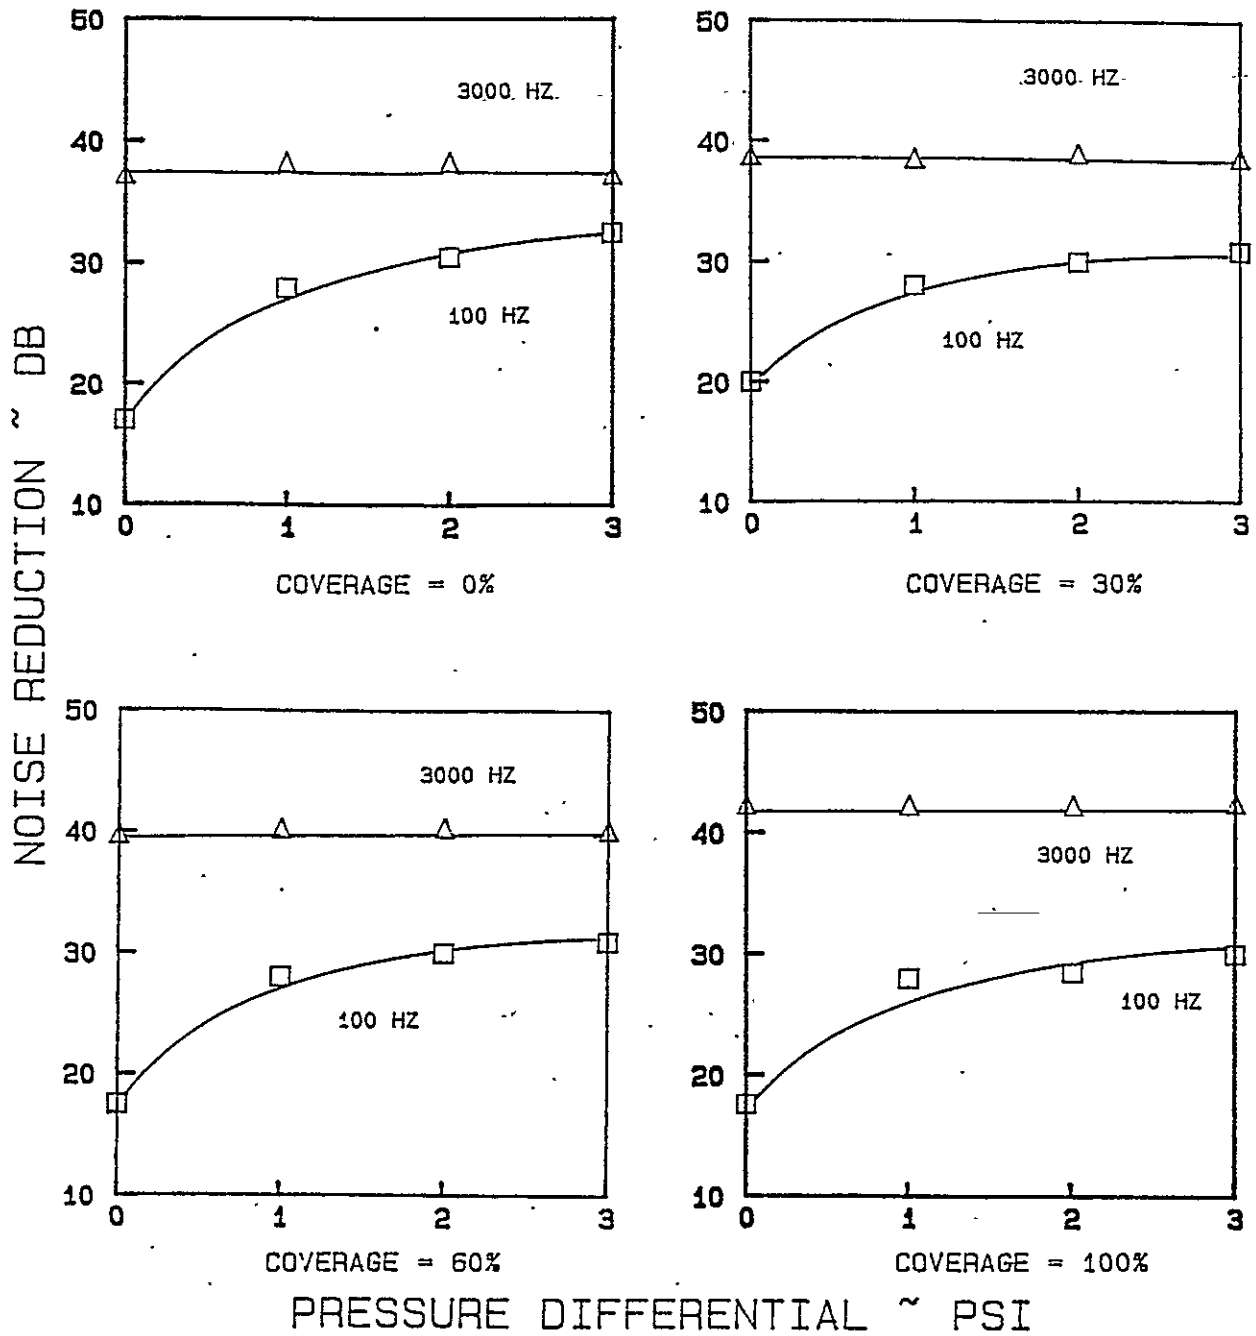 NOISE REDUCTION ~ DB
50
40
30
20
10
3000 HZ
100 HZ
0 1 2 3
COVERAGE = 0%
50
40
30
20
10
3000 HZ
100 HZ
0 1 2 3
COVERAGE = 30%
50
40
30
20
10
3000 HZ
100 HZ
0 1 2 3
COVERAGE = 60%
50
40
30
20
10
3000 HZ
100 HZ
0 1 2 3
COVERAGE = 100%
PRESSURE DIFFERENTIAL ~ PSI